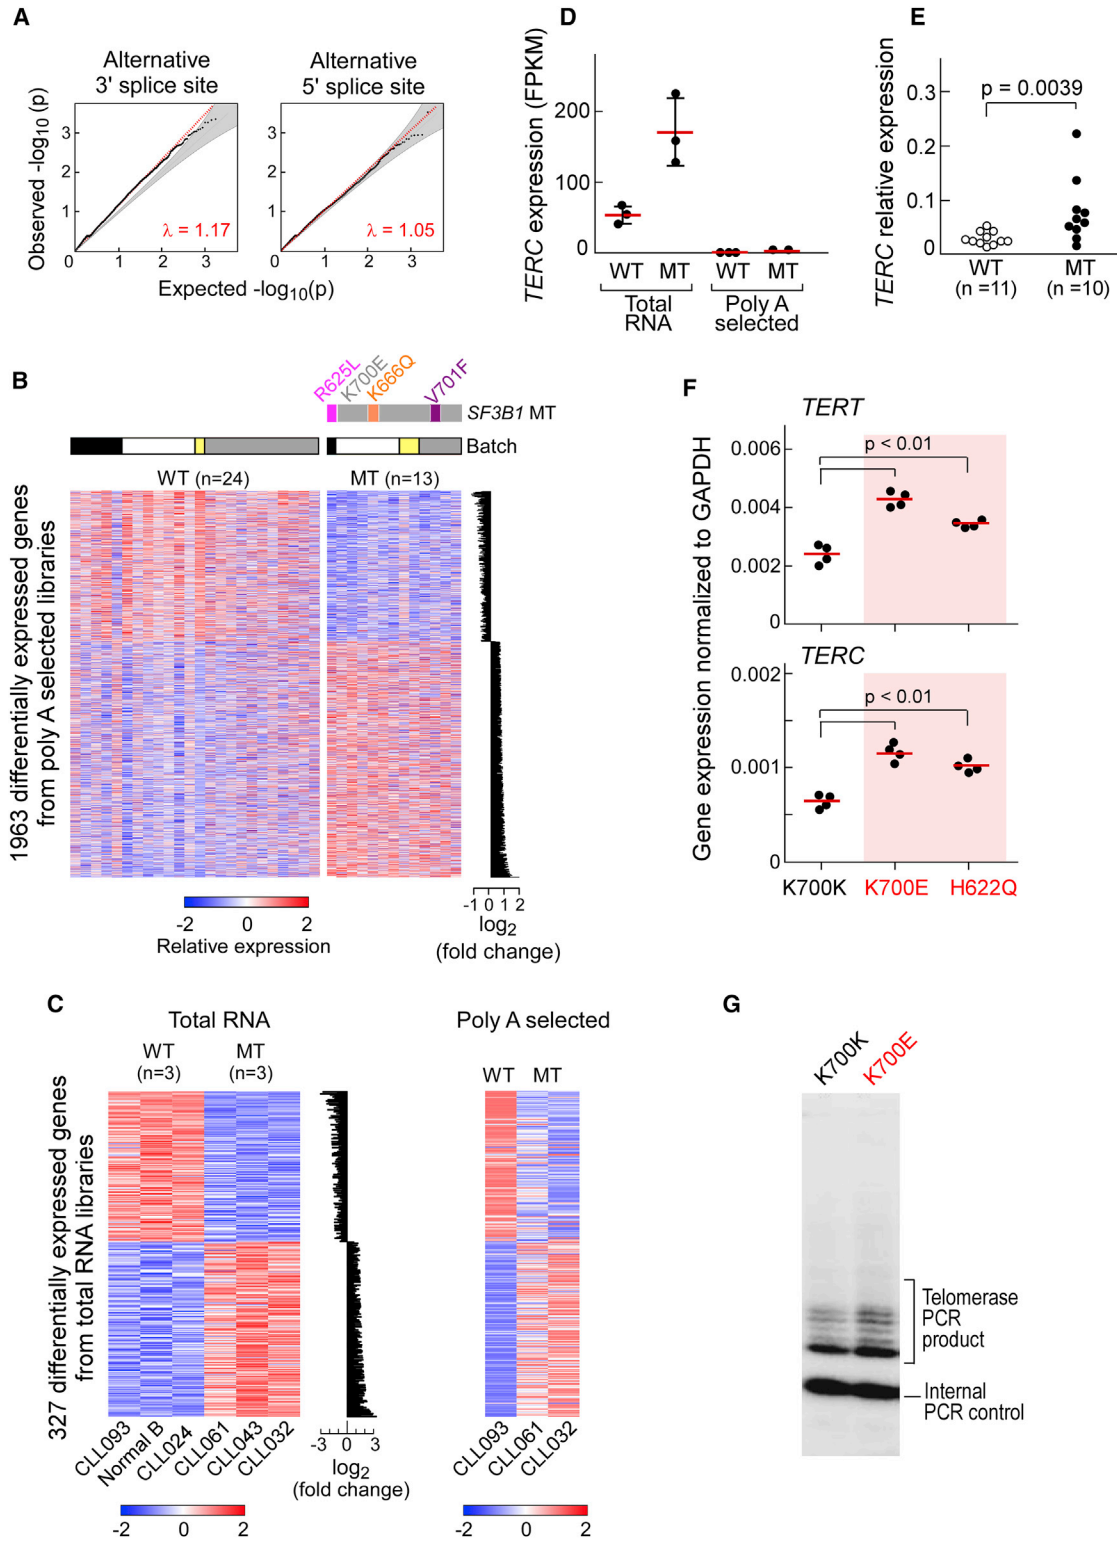 A
Alternative
3' splice site
Alternative
5' splice site
Observed -log10 (p)
3
2
1
0
1
2
3
λ = 1.17
3
2
1
0
1
2
3
λ = 1.05
Expected -log10(p)
B
R625L
K700E
K666Q
V701F
SF3B1 MT
Batch
WT (n=24)
MT (n=13)
1963 differentially expressed genes
from poly A selected libraries
-2
0
2
Relative expression
-1 0 1 2
log2
(fold change)
C
Total RNA
WT
(n=3)
MT
(n=3)
Poly A selected
WT
MT
327 differentially expressed genes
from total RNA libraries
CLL093
Normal B
CLL024
CLL061
CLL043
CLL032
-3 0 3
log2
(fold change)
CLL093
CLL061
CLL032
-2
0
2
-2
0
2
D
TERC expression (FPKM)
200
100
0
WT
MT
WT
MT
Total
RNA
Poly A
selected
E
TERC relative expression
0.3
0.2
0.1
0
p = 0.0039
WT
(n =11)
MT
(n =10)
F
TERT
Gene expression normalized to GAPDH
0.006
0.004
0.002
0
p < 0.01
TERC
0.002
0.001
0
p < 0.01
K700K
K700E
H622Q
G
K700K
K700E
Telomerase
PCR
product
Internal
PCR control